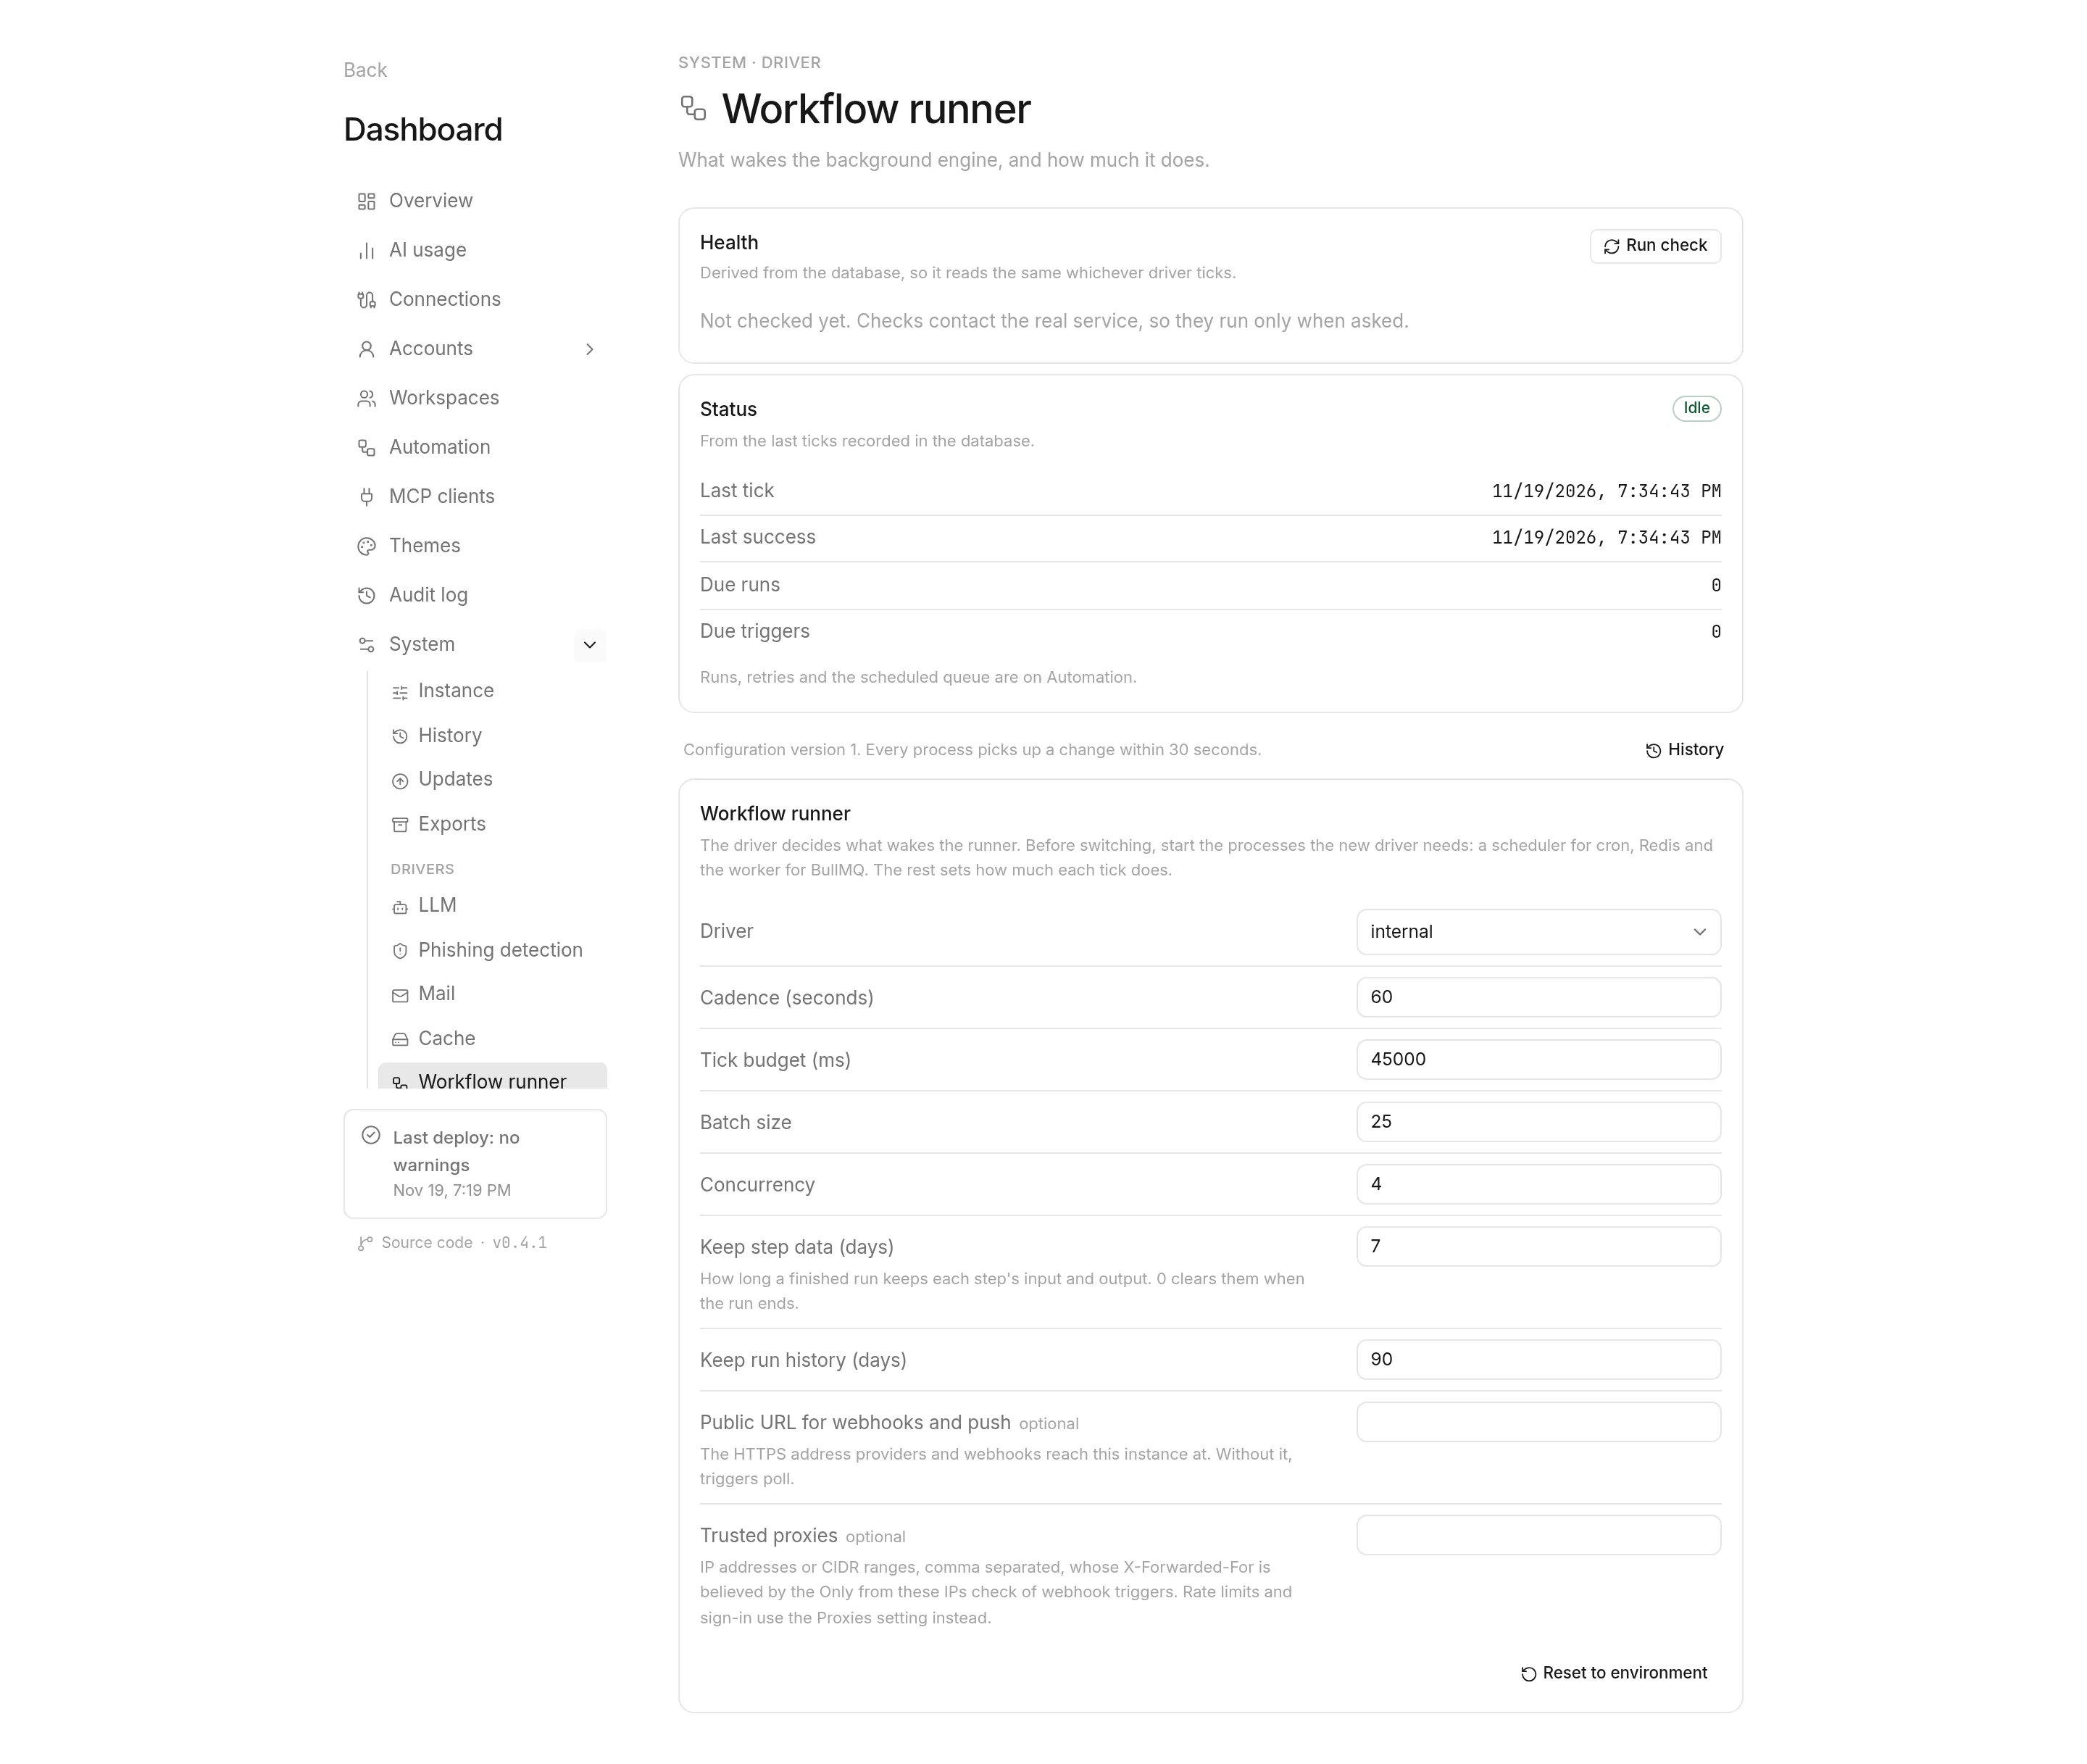 Back
Dashboard
Overview
AI usage
Connections
Accounts
Workspaces
Automation
MCP clients
Themes
Audit log
System
Instance
History
Updates
Exports
DRIVERS
LLM
Phishing detection
Mail
Cache
Workflow runner
Last deploy: no
warnings
Nov 19, 7:19 PM
Source code · v0.4.1
SYSTEM · DRIVER
Workflow runner
What wakes the background engine, and how much it does.
Health
Run check
Derived from the database, so it reads the same whichever driver ticks.
Not checked yet. Checks contact the real service, so they run only when asked.
Status
Idle
From the last ticks recorded in the database.
Last tick 11/19/2026, 7:34:43 PM
Last success 11/19/2026, 7:34:43 PM
Due runs 0
Due triggers 0
Runs, retries and the scheduled queue are on Automation.
Configuration version 1. Every process picks up a change within 30 seconds.
History
Workflow runner
The driver decides what wakes the runner. Before switching, start the processes the new driver needs: a scheduler for cron, Redis and
the worker for BullMQ. The rest sets how much each tick does.
Driver internal
Cadence (seconds) 60
Tick budget (ms) 45000
Batch size 25
Concurrency 4
Keep step data (days) 7
How long a finished run keeps each step's input and output. 0 clears them when
the run ends.
Keep run history (days) 90
Public URL for webhooks and push optional
The HTTPS address providers and webhooks reach this instance at. Without it,
triggers poll.
Trusted proxies optional
IP addresses or CIDR ranges, comma separated, whose X-Forwarded-For is
believed by the Only from these IPs check of webhook triggers. Rate limits and
sign-in use the Proxies setting instead.
Reset to environment